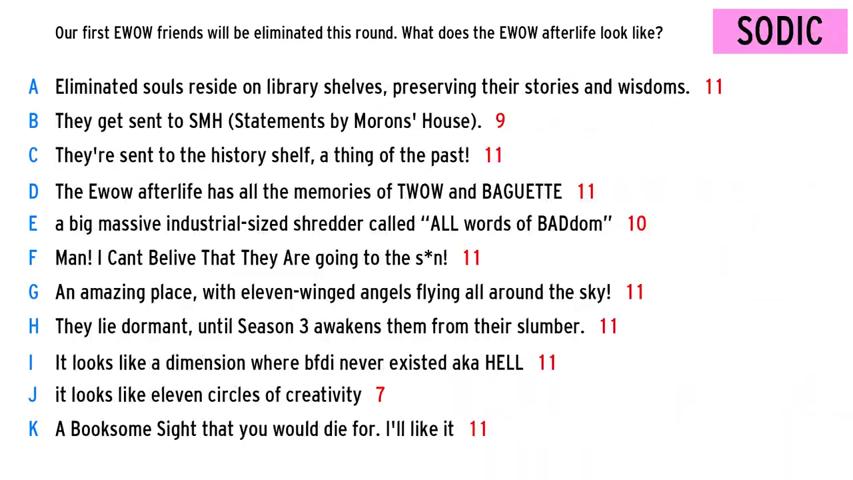 Our first EWOW friends will be eliminated this round. What does the EWOW afterlife look like?
SODIC
A Eliminated souls reside on library shelves, preserving their stories and wisdoms. 11
B They get sent to SMH (Statements by Morons' House). 9
C They're sent to the history shelf, a thing of the past! 11
D The Ewow afterlife has all the memories of TWOW and BAGUETTE 11
E a big massive industrial-sized shredder called “ALL words of BADdom” 10
F Man! I Cant Belive That They Are going to the s*n! 11
G An amazing place, with eleven-winged angels flying all around the sky! 11
H They lie dormant, until Season 3 awakens them from their slumber. 11
I It looks like a dimension where bfdi never existed aka HELL 11
J it looks like eleven circles of creativity 7
K A Booksome Sight that you would die for. I'll like it 11